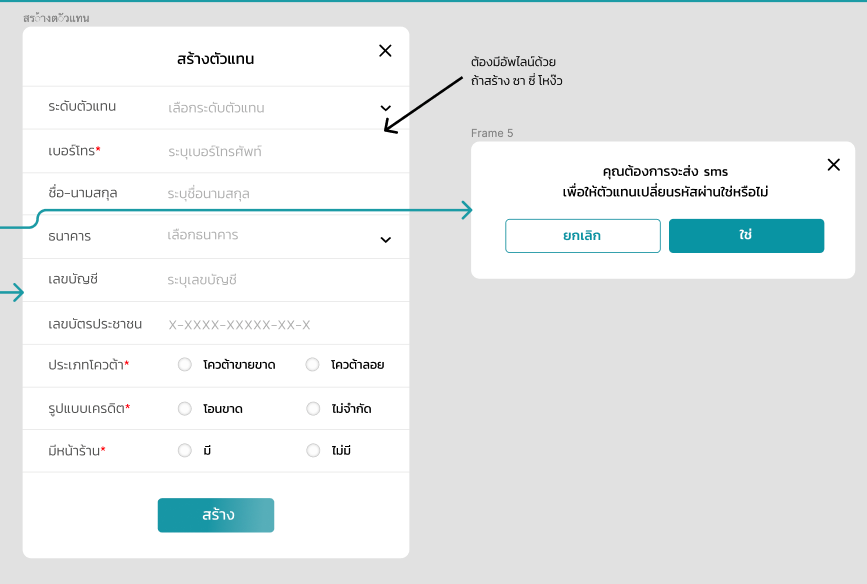 สร้างตัวแทน
สร้างตัวแทน
ระดับตัวแทน เลือกระดับตัวแทน
เบอร์โทร* ระบุเบอร์โทรศัพท์
ชื่อ-นามสกุล ระบุชื่อนามสกุล
ธนาคาร เลือกธนาคาร
เลขบัญชี ระบุเลขบัญชี
เลขบัตรประชาชน X-XXXX-XXXXX-XX-X
ประเภทโควต้า* โควต้าขายขาด โควต้าลอย
รูปแบบเครดิต* โอนขาด ไม่จำกัด
มีหน้าร้าน* มี ไม่มี
สร้าง
ต้องมีอัพไลน์ด้วย
ถ้าสร้าง ซา ชี่ โหงิ๊ว
Frame 5
คุณต้องการจะส่ง sms
เพื่อให้ตัวแทนเปลี่ยนรหัสผ่านใช่หรือไม่
ยกเลิก ใช่